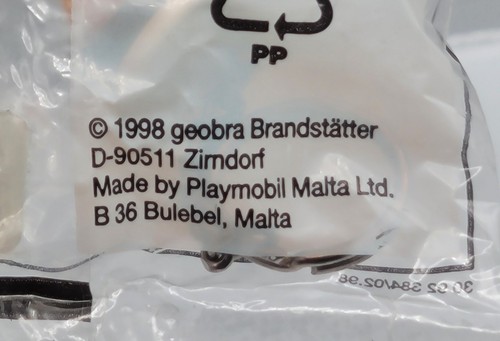 PP
© 1998 geobra Brandstätter
D-90511 Zirndorf
Made by Playmobil Malta Ltd.
B 36 Bulebel, Malta